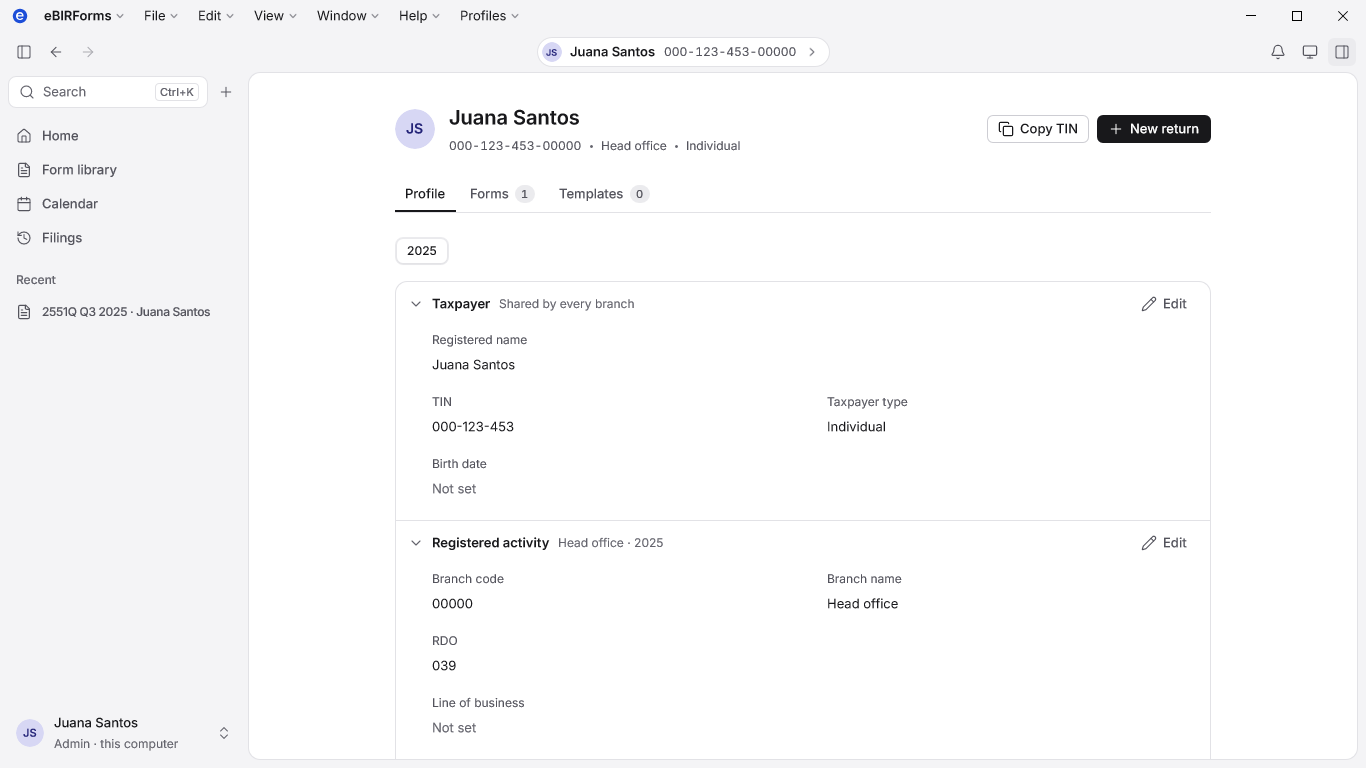 eBIRForms File Edit View Window Help Profiles
JS Juana Santos 000-123-453-00000
Search Ctrl+K
Home
Form library
Calendar
Filings
Recent
2551Q Q3 2025 · Juana Santos
JS
Juana Santos
Admin · this computer
JS
Juana Santos
000-123-453-00000 • Head office • Individual
Copy TIN
New return
Profile Forms 1 Templates 0
2025
Taxpayer Shared by every branch Edit
Registered name
Juana Santos
TIN Taxpayer type
000-123-453 Individual
Birth date
Not set
Registered activity Head office · 2025 Edit
Branch code Branch name
00000 Head office
RDO
039
Line of business
Not set